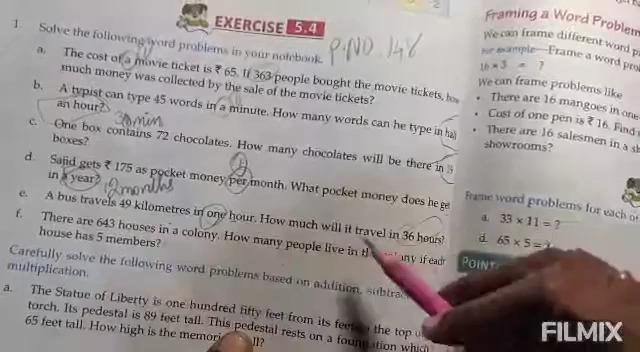 EXERCISE 5.4
1. Solve the following word problems in your notebook. P.NO. 148
a. The cost of a movie ticket is ₹ 65. If 363 people bought the movie tickets, how
much money was collected by the sale of the movie tickets?
b. A typist can type 45 words in a minute. How many words can he type in half
an hour? 30min
c. One box contains 72 chocolates. How many chocolates will be there in
boxes?
d. Sajid gets ₹ 175 as pocket money per month. What pocket money does he get
in a year? 12months
e. A bus travels 49 kilometres in one hour. How much will it travel in 36 hours?
f. There are 643 houses in a colony. How many people live in the colony if each
house has 5 members?
Carefully solve the following word problems based on addition, subtrac
multiplication.
a. The Statue of Liberty is one hundred fifty feet from its feet the top
torch. Its pedestal is 89 feet tall. This pedestal rests on a foundation which
65 feet tall. How high is the memori ll?
Framing a Word Problem
We can frame different word p
For example—Frame a word pro
16 × 3 = ?
We can frame problems like
• There are 16 mangoes in one
• Cost of one pen is ₹ 16. Find
• There are 16 salesmen in a sh
showrooms?
Frame word problems for each o
a. 33 × 11 = ?
d. 65 × 5 = ?
POINT
FILMIX